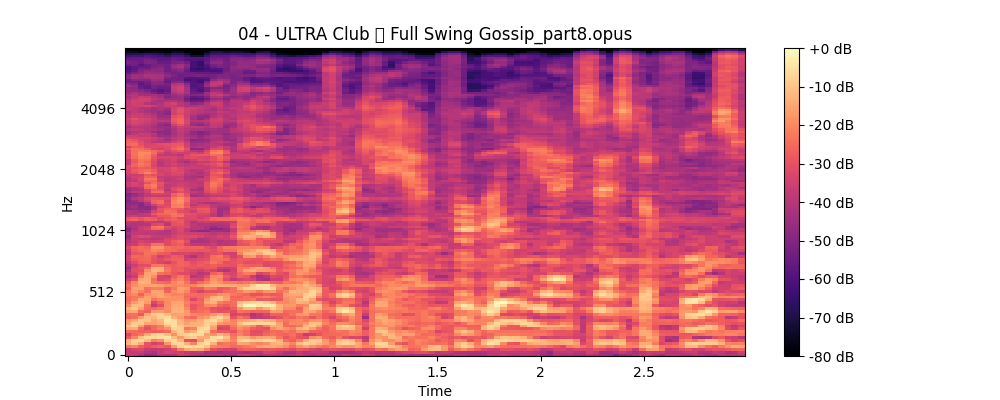 04 - ULTRA Club ▯ Full Swing Gossip_part8.opus
+0 dB
-10 dB
-20 dB
-30 dB
-40 dB
-50 dB
-60 dB
-70 dB
-80 dB
4096
2048
1024
512
0
Hz
0
0.5
1
1.5
2
2.5
Time